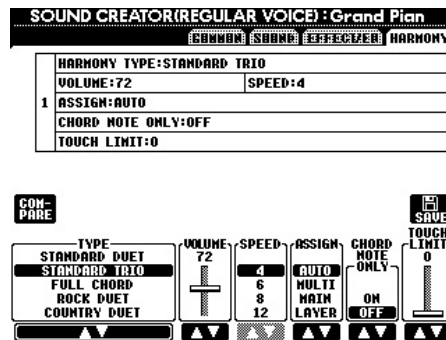 SOUND CREATOR(REGULAR VOICE) : Grand Pian
COMMON SOUND EFFECT/EQ HARMONY
HARMONY TYPE:STANDARD TRIO
VOLUME:72 SPEED:4
1 ASSIGN:AUTO
CHORD NOTE ONLY:OFF
TOUCH LIMIT:0
COM-
PARE
SAVE
TYPE VOLUME SPEED ASSIGN CHORD NOTE ONLY TOUCH LIMIT
STANDARD DUET 72 0
STANDARD TRIO 4 AUTO
FULL CHORD 6 MULTI
ROCK DUET 8 MAIN ON
COUNTRY DUET 12 LAYER OFF